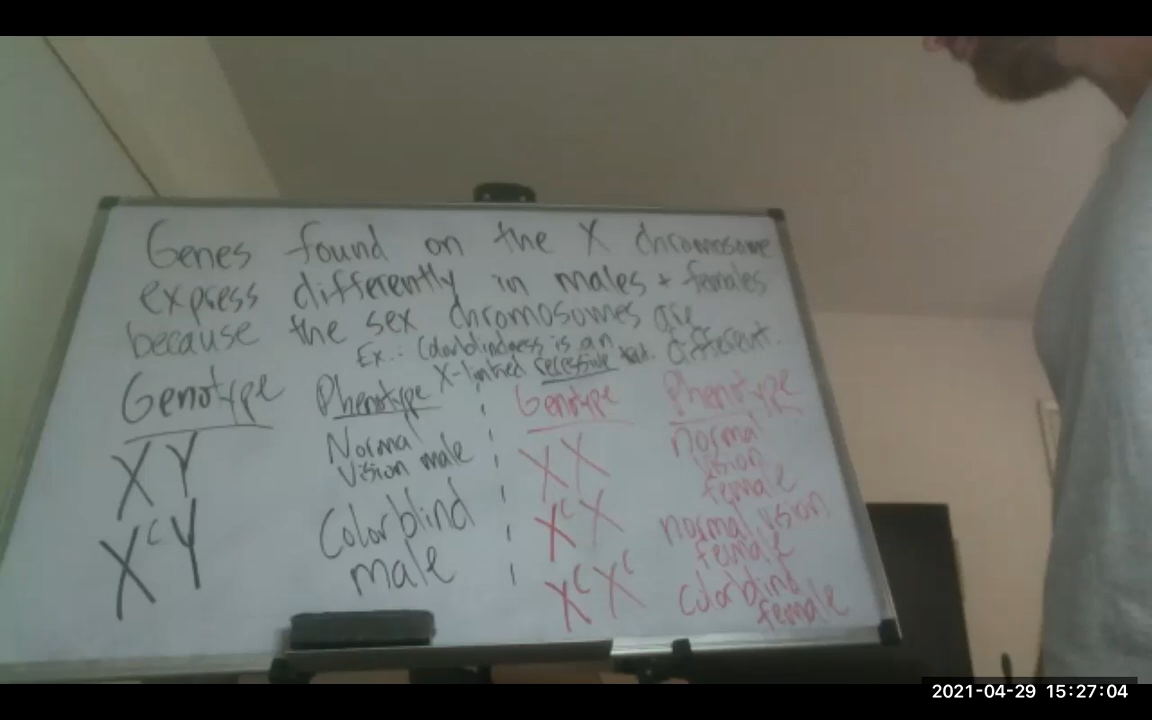 Genes found on the X chromosome
express differently in males + females
because the sex chromosomes are
different.
Ex.: Colorblindness is an
X-linked recessive trait.
Genotype Phenotype
XY Normal
Vision male
XᶜY Colorblind
male
Genotype Phenotype
XX normal
vision
female
XᶜX normal vision
female
XᶜXᶜ colorblind
female
2021-04-29 15:27:04